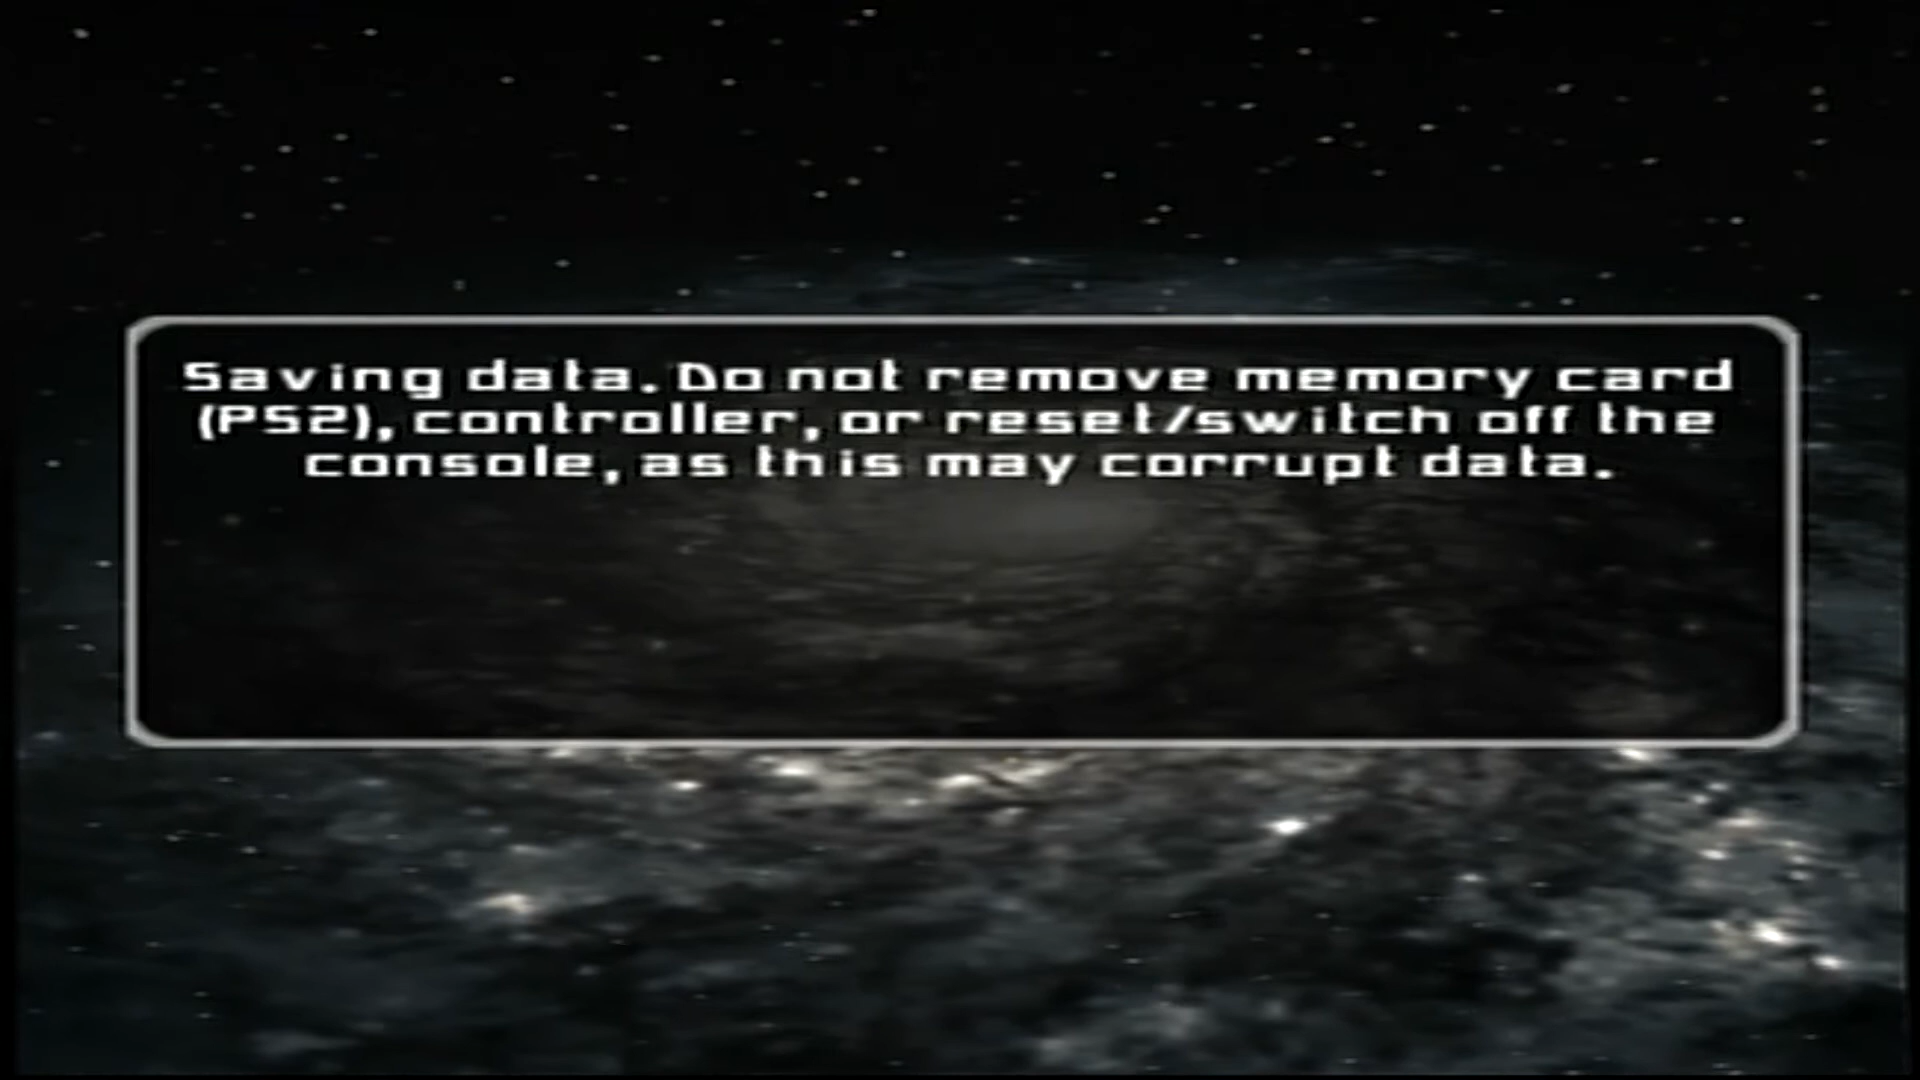 Saving data. Do not remove memory card
(PS2), controller, or reset/switch off the
console, as this may corrupt data.